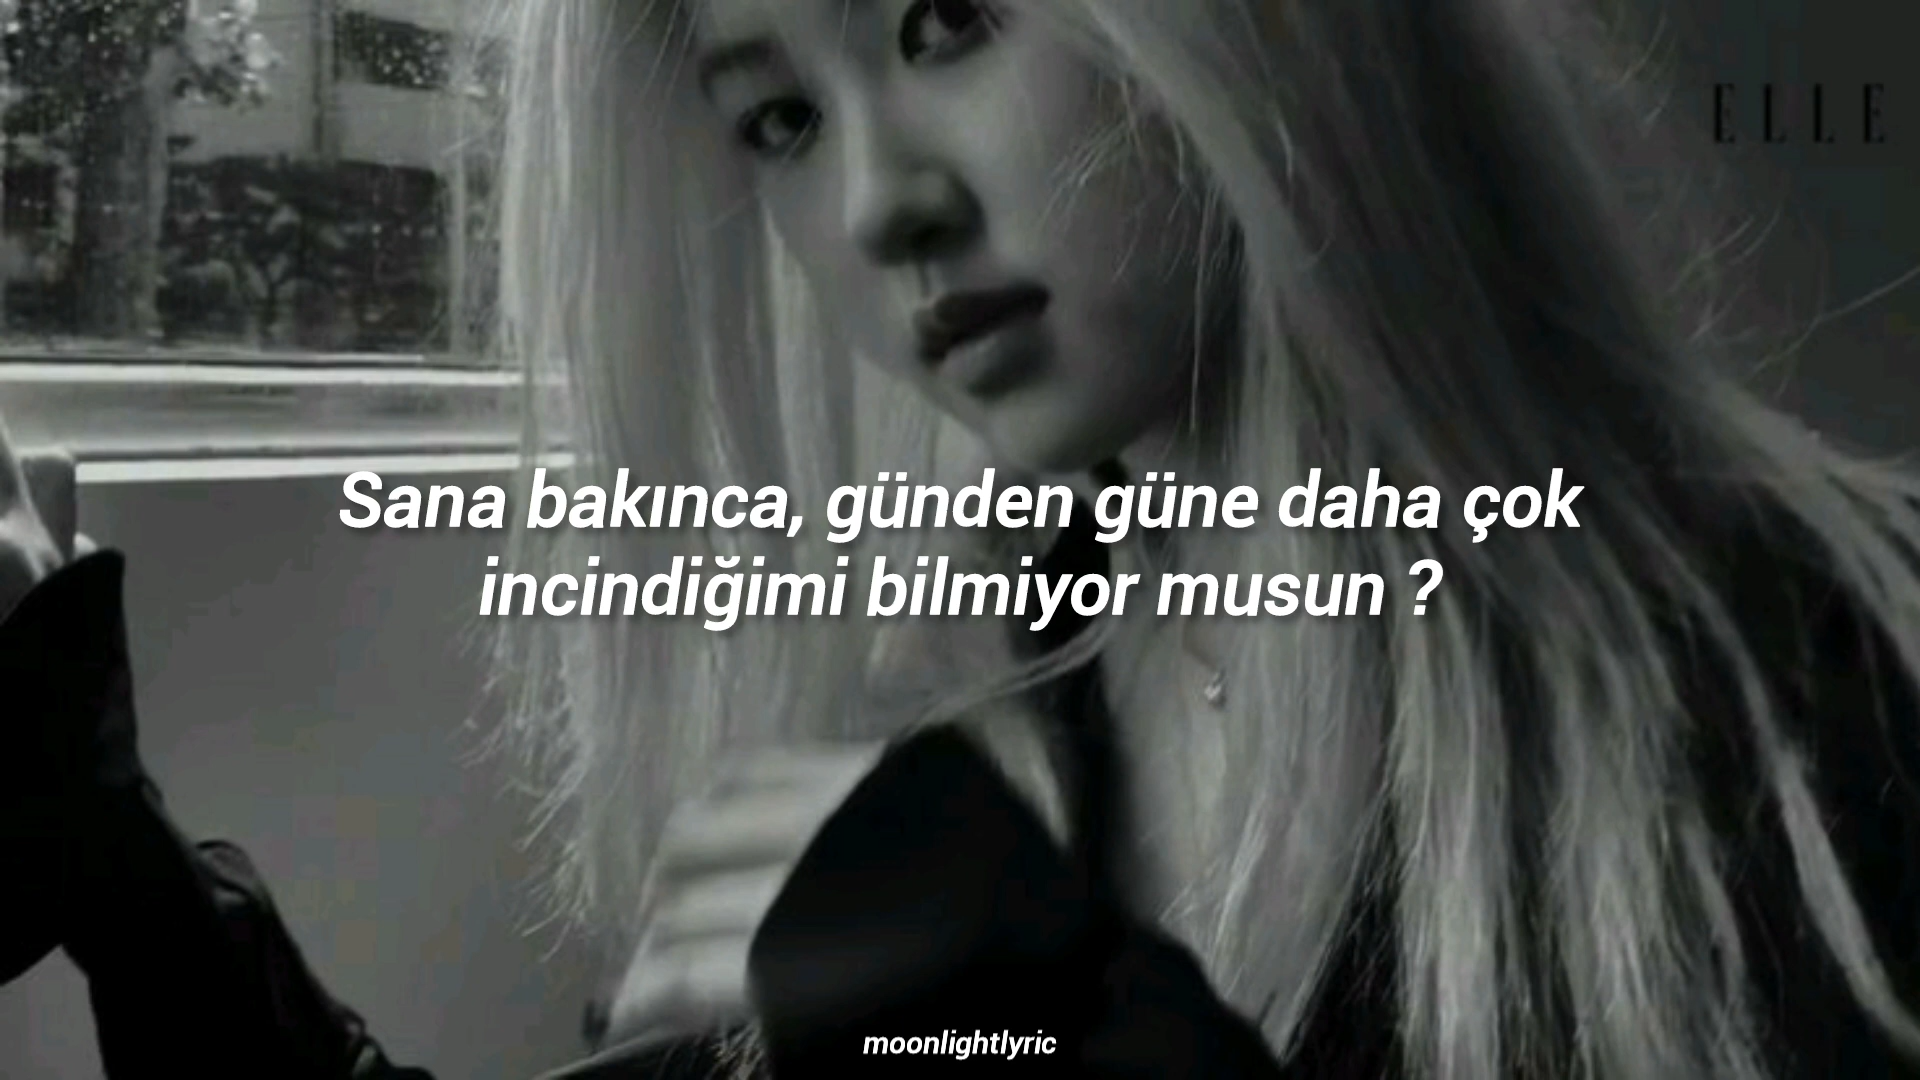 ELLE
Sana bakınca, günden güne daha çok
incindiğimi bilmiyor musun ?
moonlightlyric